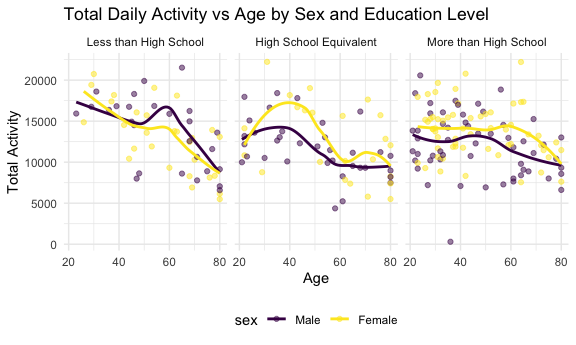 Total Daily Activity vs Age by Sex and Education Level
Less than High School
High School Equivalent
More than High School
Total Activity
20000
15000
10000
5000
0
20 40 60 80
20 40 60 80
20 40 60 80
Age
sex Male Female